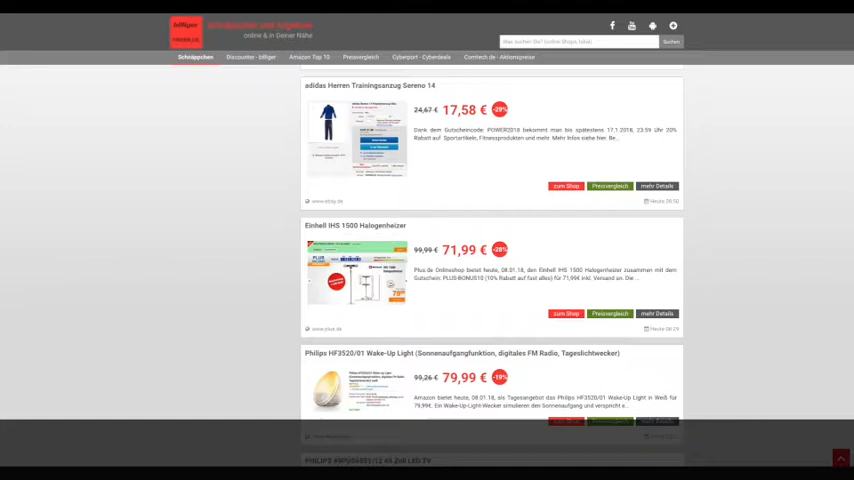 billiger
Schnäppchen und Angebote
online & in Deiner Nähe
Was suchen Sie? (online Shops, lokal)
Suchen
Schnäppchen
Discounter - billiger
Amazon Top 10
Preisvergleich
Cyberport - Cyberdeals
Comtech.de - Aktionspreise
adidas Herren Trainingsanzug Sereno 14
24,67 € 17,58 € -29%
Dank dem Gutscheincode: POWER2018 bekommt man bis spätestens 17.1.2018, 23:59 Uhr 20%
Rabatt auf Sportartikel, Fitnessprodukten und mehr. Mehr Infos siehe hier. Be...
zum Shop
Preisvergleich
mehr Details
www.ebay.de
Einhell IHS 1500 Halogenheizer
99,99 € 71,99 € -28%
Plus.de Onlineshop bietet heute, 08.01.18, den Einhell IHS 1500 Halogenheizer zusammen mit dem
Gutschein: PLUS-BONUS10 (10% Rabatt auf fast alles) für 71,99€ inkl. Versand an. Die ...
zum Shop
Preisvergleich
mehr Details
www.plus.de
Heute 08:29
Philips HF3520/01 Wake-Up Light (Sonnenaufgangfunktion, digitales FM Radio, Tageslichtwecker)
99,26 € 79,99 € -19%
Amazon bietet heute, 08.01.18, als Tagesangebot das Philips HF3520/01 Wake-Up Light in Weiß für
79,99€. Ein Wake-Up-Light-Wecker simulieren den Sonnenaufgang und verspricht e...